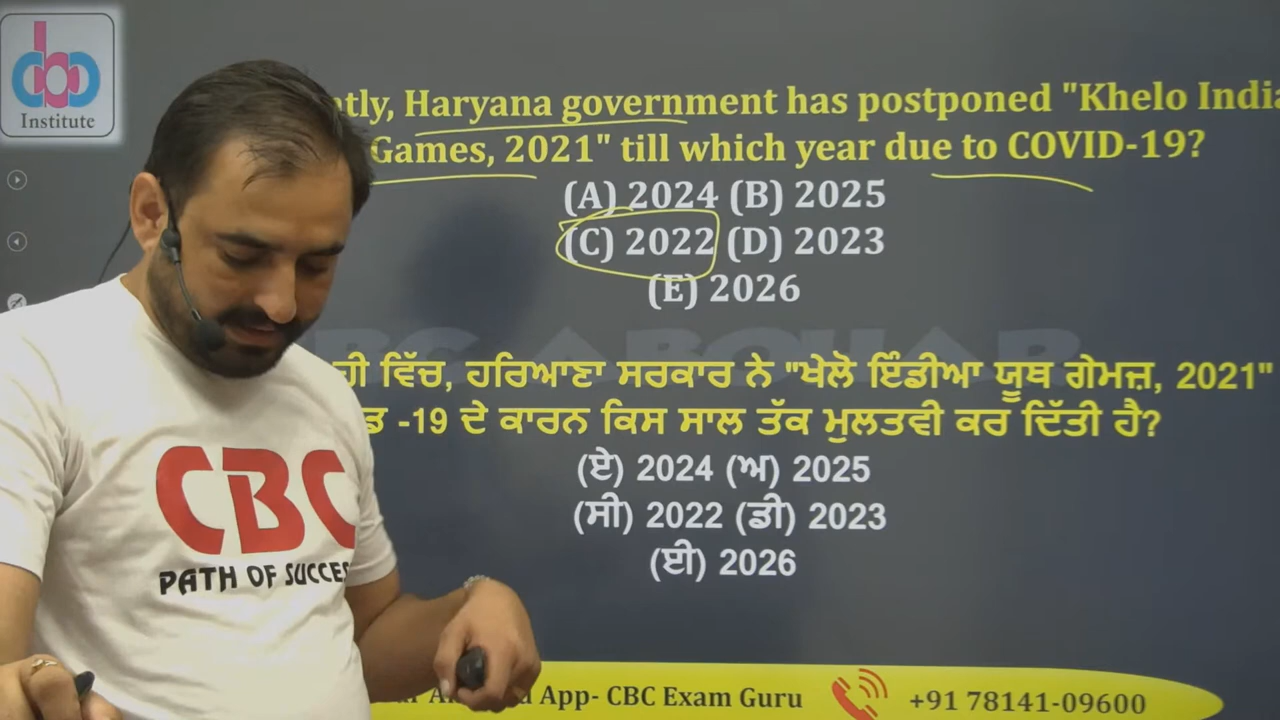 Institute
Haryana government has postponed "Khelo India
Games, 2021" till which year due to COVID-19?
(A) 2024 (B) 2025
(C) 2022 (D) 2023
(E) 2026
ਵਿੱਚ, ਹਰਿਆਣਾ ਸਰਕਾਰ ਨੇ "ਖੇਲੋ ਇੰਡੀਆ ਯੂਥ ਗੇਮਜ਼, 2021"
-19 ਦੇ ਕਾਰਨ ਕਿਸ ਸਾਲ ਤੱਕ ਮੁਲਤਵੀ ਕਰ ਦਿੱਤੀ ਹੈ?
(ਏ) 2024 (ਅ) 2025
(ਸੀ) 2022 (ਡੀ) 2023
(ਈ) 2026
CBC
PATH OF SUCCESS
App- CBC Exam Guru
+91 78141-09600